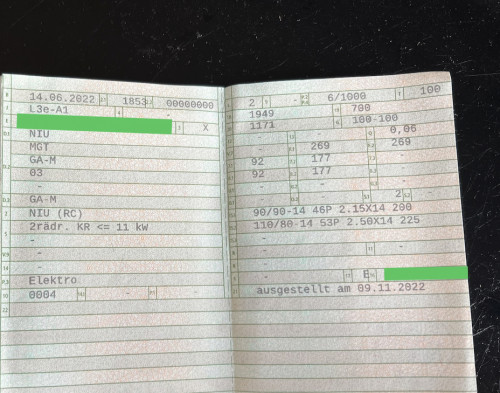 14.06.2022 1853 00000000
L3e-A1 -
X
NIU
MGT
GA-M
03
-
GA-M
NIU (RC)
2rädr. KR <= 11 kW
-
-
-
Elektro
0004 - -
2 - 6/1000 100
1949 700
1171 100-100
- - 0,06
- 269 269
92 177 -
92 177 -
- - -
- 2 -
90/90-14 46P 2.15X14 200
110/80-14 53P 2.50X14 225
-
- -
-
- E
ausgestellt am 09.11.2022